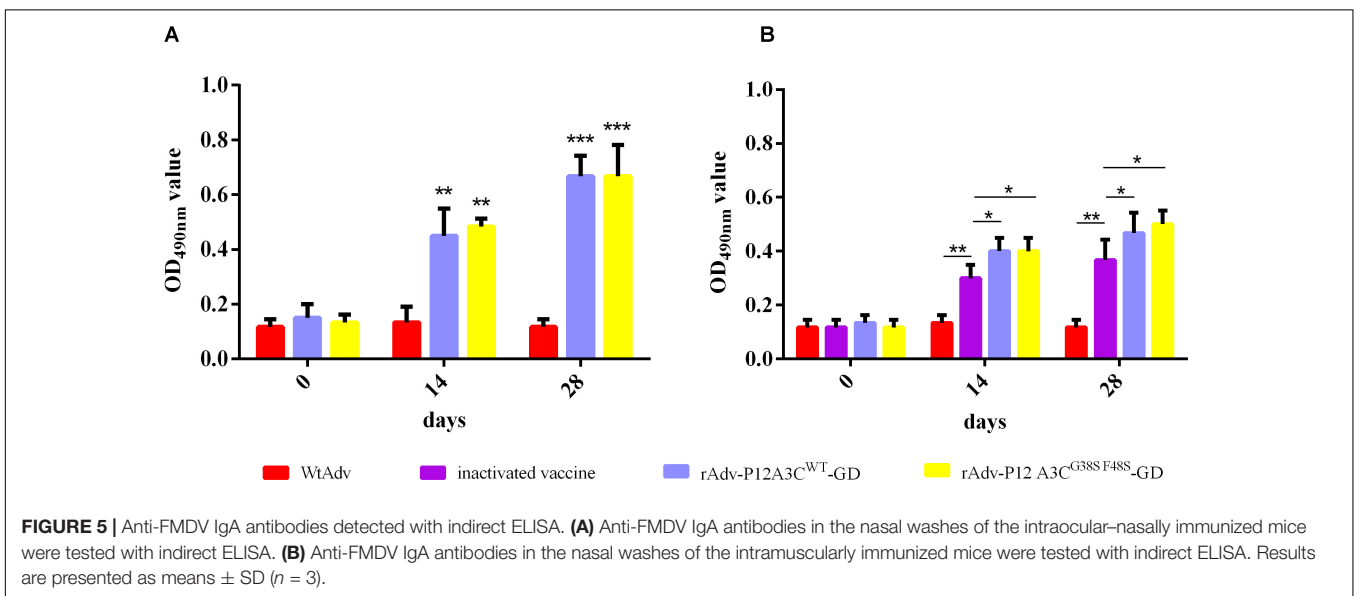 A
B
1.0
0.8
0.6
0.4
0.2
0.0
OD490nm value
** ** *** ***
0 14 28
days
1.0
0.8
0.6
0.4
0.2
0.0
OD490nm value
** * * ** * *
0 14 28
days
WtAdv inactivated vaccine rAdv-P12A3C^WT-GD rAdv-P12 A3C^G38S F48S-GD
FIGURE 5 | Anti-FMDV IgA antibodies detected with indirect ELISA. (A) Anti-FMDV IgA antibodies in the nasal washes of the intraocular–nasally immunized mice
were tested with indirect ELISA. (B) Anti-FMDV IgA antibodies in the nasal washes of the intramuscularly immunized mice were tested with indirect ELISA. Results
are presented as means ± SD (n = 3).